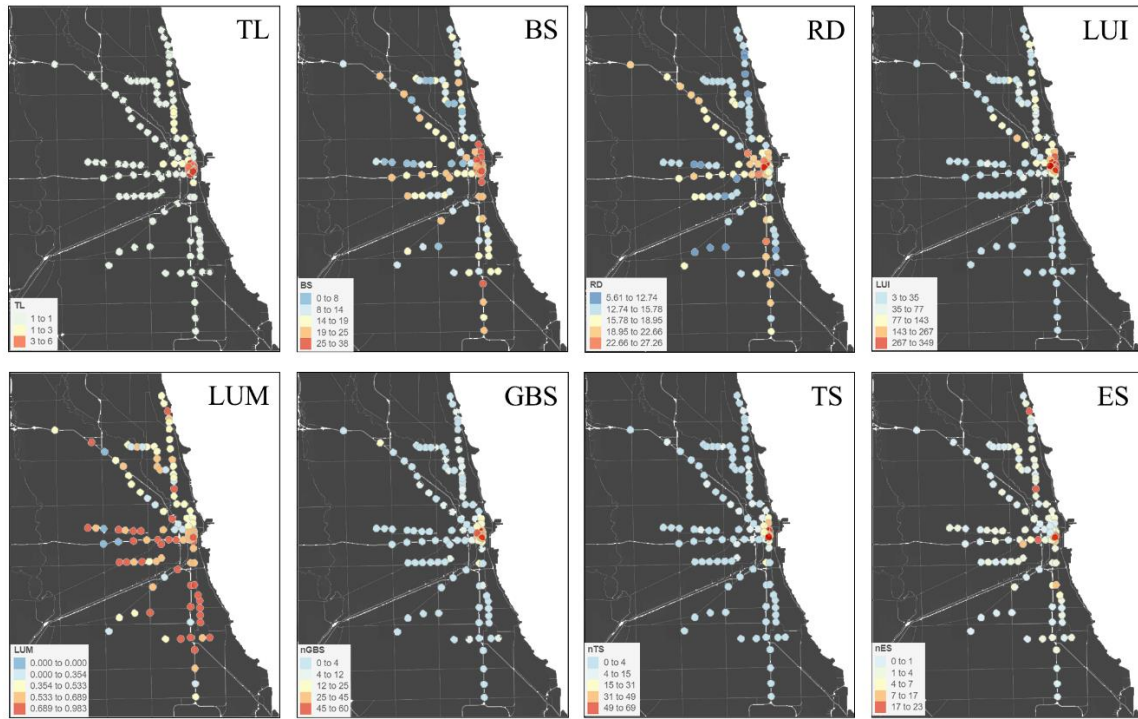 TL
TL
1 to 1
1 to 3
3 to 6
BS
BS
0 to 8
8 to 14
14 to 19
19 to 25
25 to 38
RD
RD
5.61 to 12.74
12.74 to 15.78
15.78 to 18.95
18.95 to 22.66
22.66 to 27.26
LUI
LUI
3 to 35
35 to 77
77 to 143
143 to 267
267 to 349
LUM
LUM
0.000 to 0.000
0.000 to 0.354
0.354 to 0.533
0.533 to 0.689
0.689 to 0.983
GBS
nGBS
0 to 4
4 to 12
12 to 25
25 to 45
45 to 60
TS
nTS
0 to 4
4 to 15
15 to 31
31 to 49
49 to 69
ES
nES
0 to 1
1 to 4
4 to 7
7 to 17
17 to 23